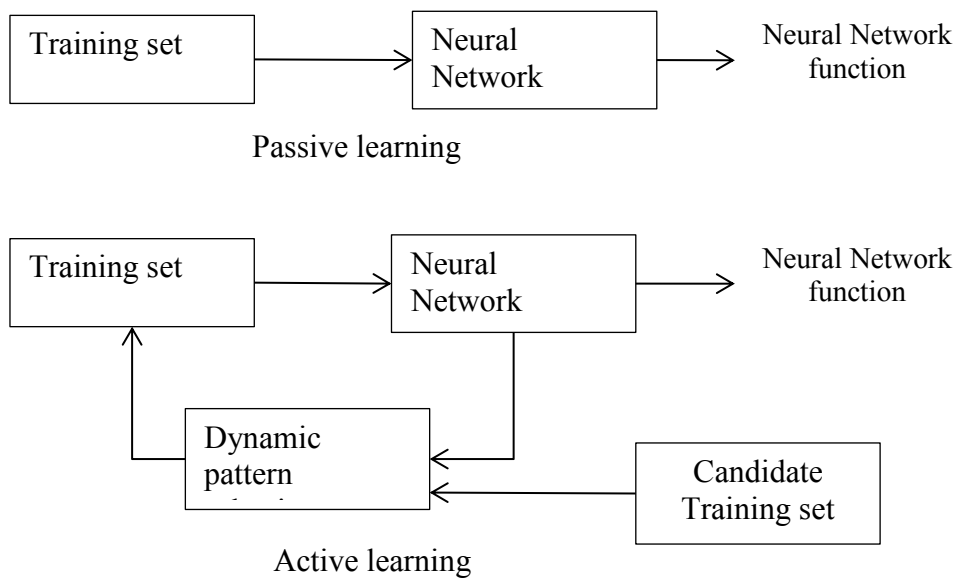 Training set
Neural
Network
Neural Network
function
Passive learning
Training set
Neural
Network
Neural Network
function
Dynamic
pattern
Candidate
Training set
Active learning